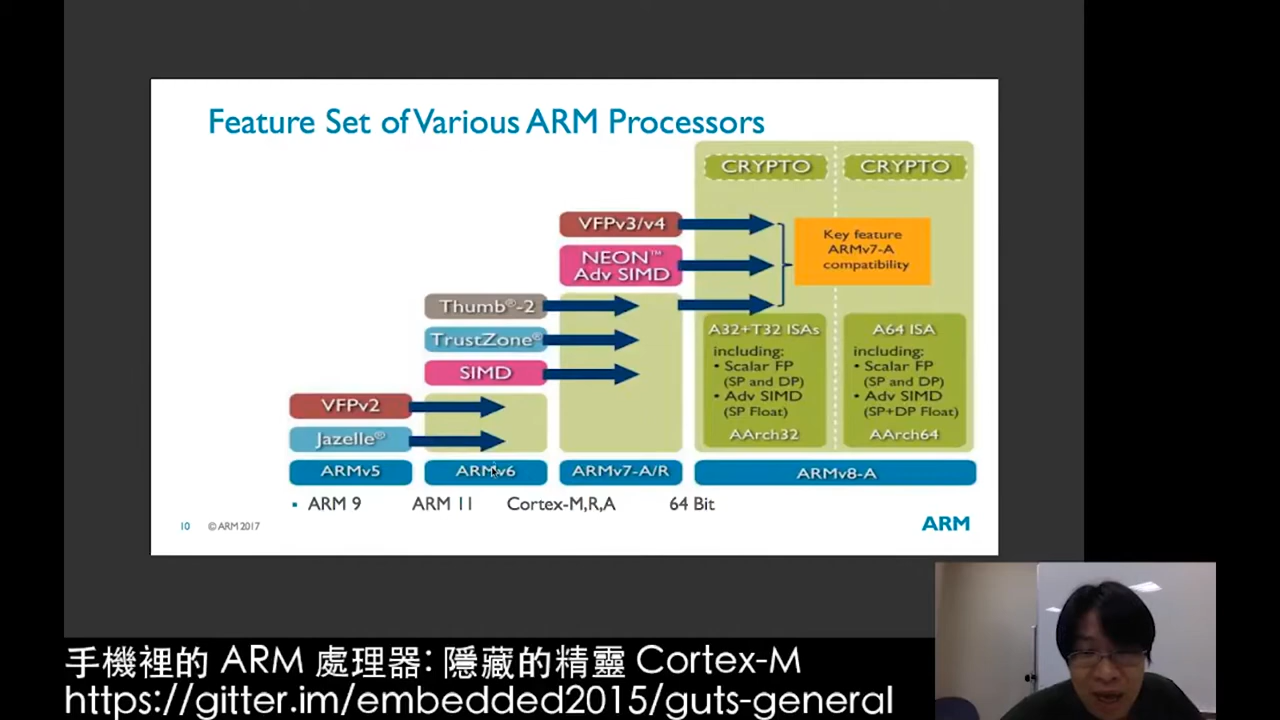 Feature Set of Various ARM Processors
CRYPTO
CRYPTO
VFPv3/v4
Key feature
ARMv7-A
compatibility
NEON™
Adv SIMD
Thumb®-2
TrustZone®
SIMD
A32+T32 ISAs
including:
• Scalar FP
(SP and DP)
• Adv SIMD
(SP Float)
AArch32
A64 ISA
including:
• Scalar FP
(SP and DP)
• Adv SIMD
(SP+DP Float)
AArch64
VFPv2
Jazelle®
ARMv5
ARMv6
ARMv7-A/R
ARMv8-A
▪ ARM 9 ARM 11 Cortex-M,R,A 64 Bit
10 © ARM 2017
ARM
手機裡的 ARM 處理器: 隱藏的精靈 Cortex-M
https://gitter.im/embedded2015/guts-general